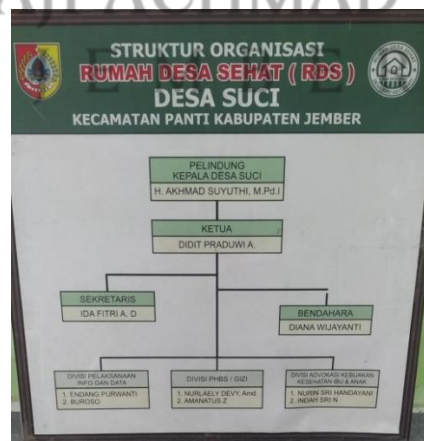 STRUKTUR ORGANISASI
RUMAH DESA SEHAT ( RDS )
DESA SUCI
KECAMATAN PANTI KABUPATEN JEMBER
PELINDUNG
KEPALA DESA SUCI
H. AKHMAD SUYUTHI, M.Pd.I
KETUA
DIDIT PRADUWI A.
SEKRETARIS
IDA FITRI A. D
BENDAHARA
DIANA WIJAYANTI
DIVISI PELAKSANAAN
INFO DAN DATA
1. ENDANG PURWANTI
2. BUROSO
DIVISI PHBS / GIZI
1. NURLAELY DEVY, Amd
2. AMANATUS Z
DIVISI ADVOKASI KEBIJAKAN
KESEHATAN IBU & ANAK
1. NURIN SRI HANDAYANI
2. INDAH SRI N